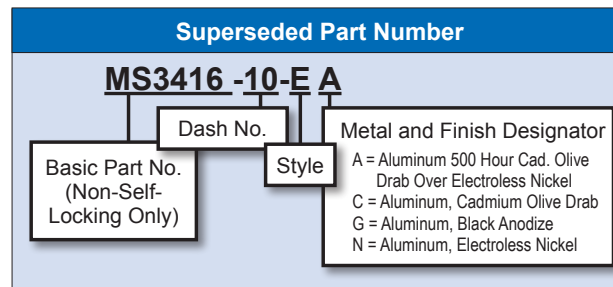 Superseded Part Number
MS3416 -10-E A
Dash No.
Basic Part No.
(Non-Self-
Locking Only)
Style
Metal and Finish Designator
A = Aluminum 500 Hour Cad. Olive
Drab Over Electroless Nickel
C = Aluminum, Cadmium Olive Drab
G = Aluminum, Black Anodize
N = Aluminum, Electroless Nickel